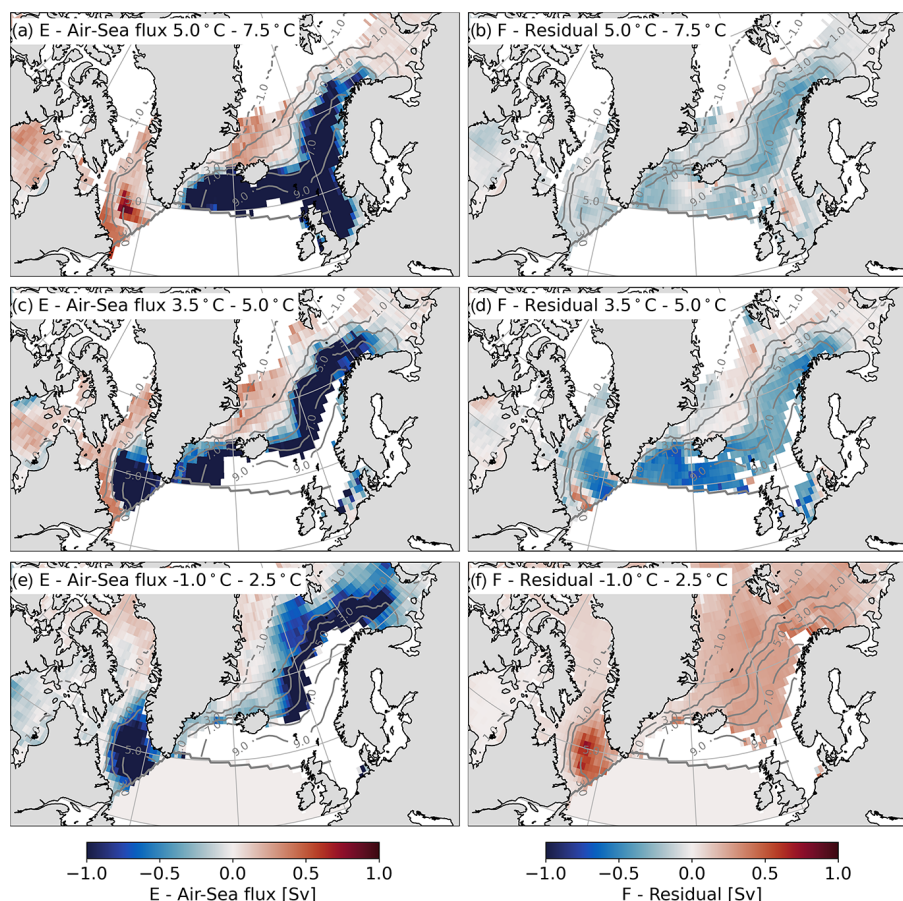 (a) E - Air-Sea flux 5.0°C - 7.5°C
(b) F - Residual 5.0°C - 7.5°C
(c) E - Air-Sea flux 3.5°C - 5.0°C
(d) F - Residual 3.5°C - 5.0°C
(e) E - Air-Sea flux -1.0°C - 2.5°C
(f) F - Residual -1.0°C - 2.5°C
−1.0 −0.5 0.0 0.5 1.0
E - Air-Sea flux [Sv]
−1.0 −0.5 0.0 0.5 1.0
F - Residual [Sv]